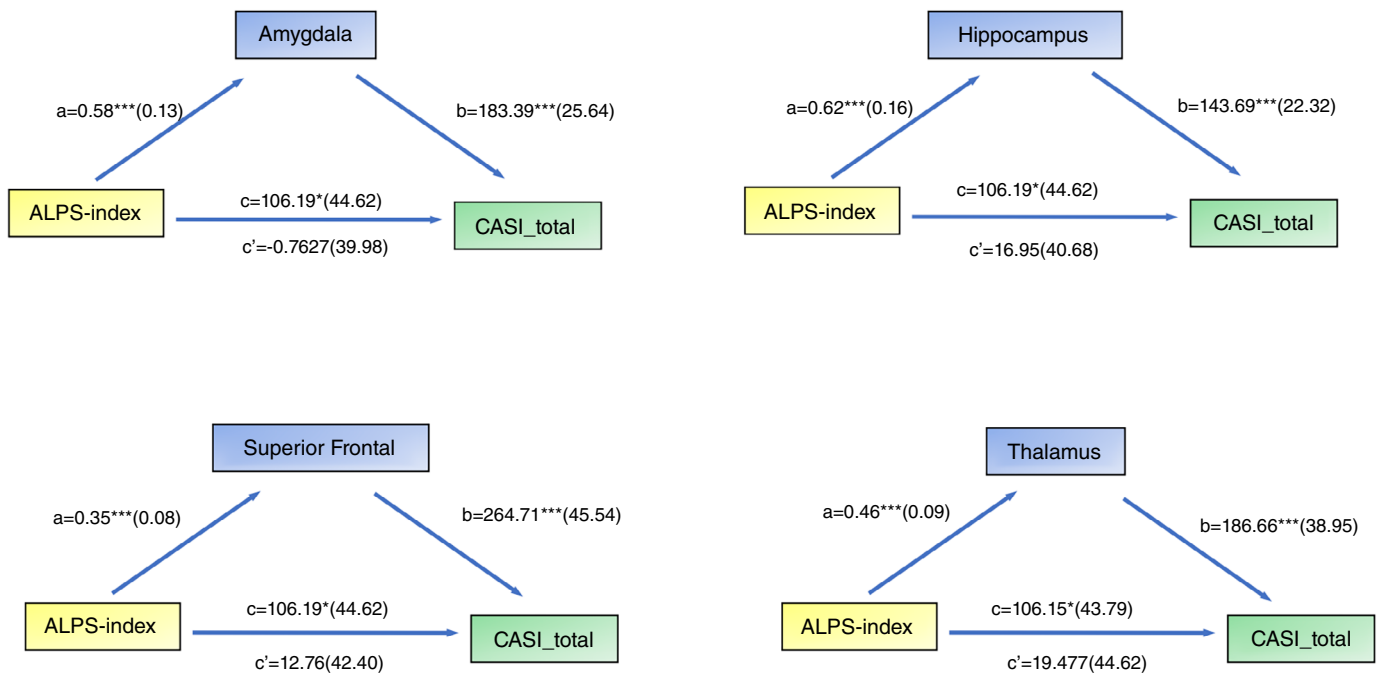 Amygdala
a=0.58***(0.13)
b=183.39***(25.64)
ALPS-index
c=106.19*(44.62)
CASI_total
c’=-0.7627(39.98)
Hippocampus
a=0.62***(0.16)
b=143.69***(22.32)
ALPS-index
c=106.19*(44.62)
CASI_total
c’=16.95(40.68)
Superior Frontal
a=0.35***(0.08)
b=264.71***(45.54)
ALPS-index
c=106.19*(44.62)
CASI_total
c’=12.76(42.40)
Thalamus
a=0.46***(0.09)
b=186.66***(38.95)
ALPS-index
c=106.15*(43.79)
CASI_total
c’=19.477(44.62)